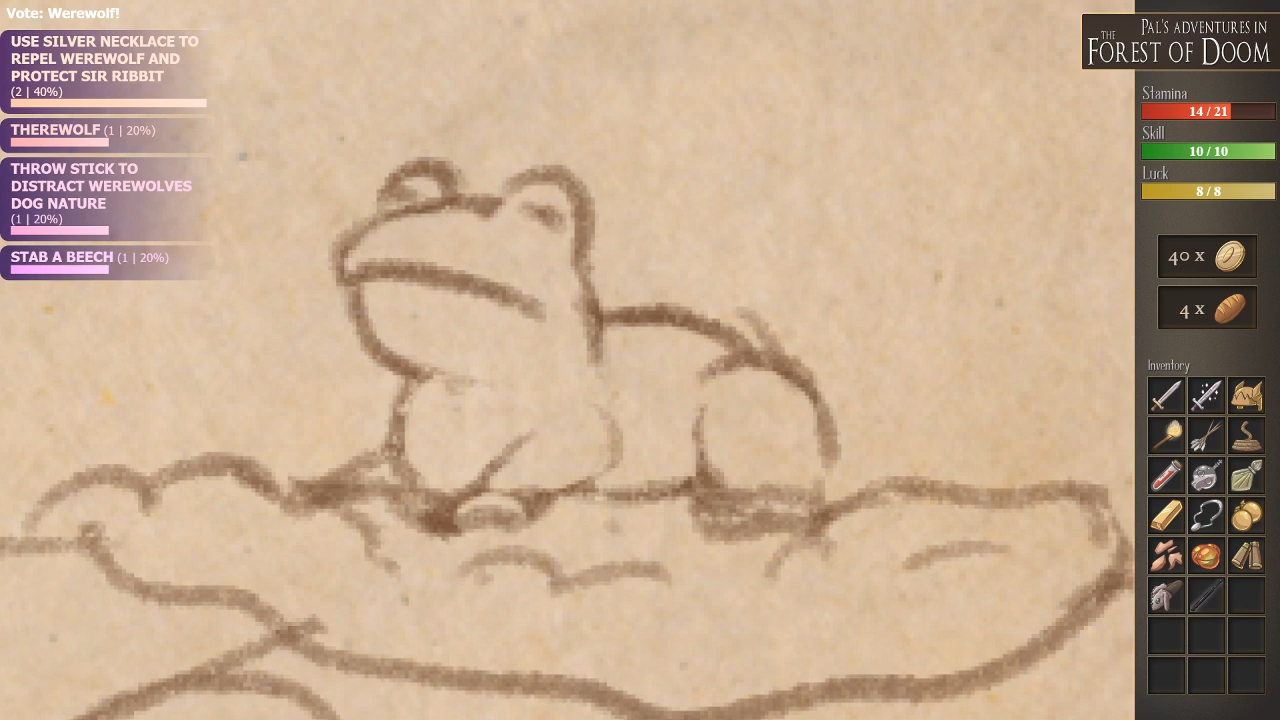 Vote: Werewolf!
USE SILVER NECKLACE TO
REPEL WEREWOLF AND
PROTECT SIR RIBBIT
(2 | 40%)
THEREWOLF (1 | 20%)
THROW STICK TO
DISTRACT WEREWOLVES
DOG NATURE
(1 | 20%)
STAB A BEECH (1 | 20%)
PAL'S ADVENTURES IN
THE FOREST OF DOOM
Stamina
14 / 21
Skill
10 / 10
Luck
8 / 8
40 x
4 x
Inventory